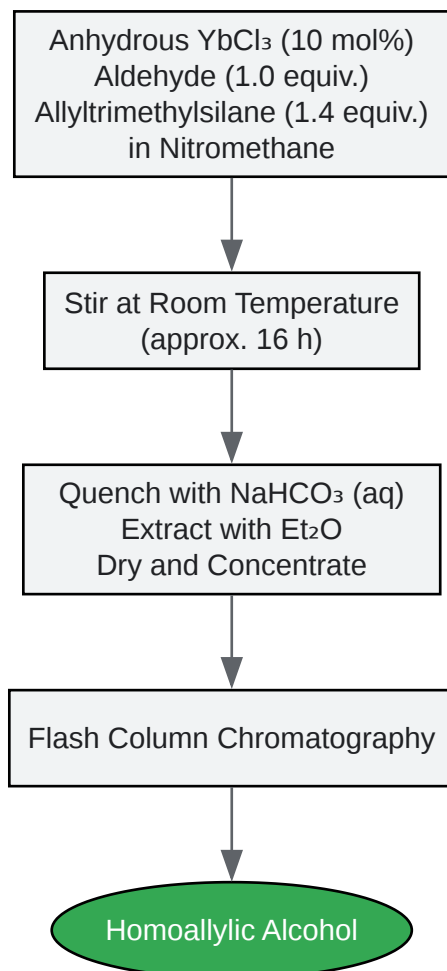 Anhydrous YbCl₃ (10 mol%)
Aldehyde (1.0 equiv.)
Allyltrimethylsilane (1.4 equiv.)
in Nitromethane
Stir at Room Temperature
(approx. 16 h)
Quench with NaHCO₃ (aq)
Extract with Et₂O
Dry and Concentrate
Flash Column Chromatography
Homoallylic Alcohol